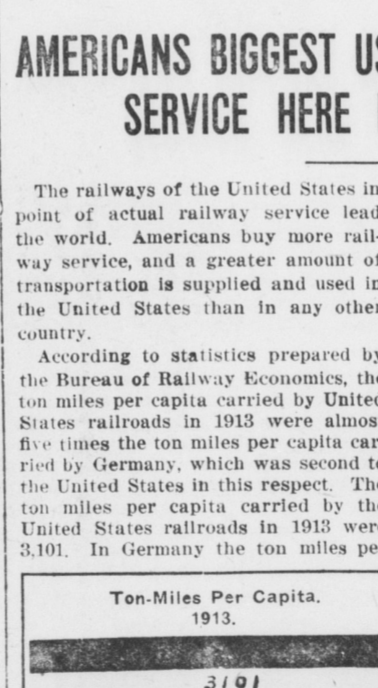 AMERICANS BIGGEST US
SERVICE HERE
The railways of the United States in
point of actual railway service lead
the world. Americans buy more rail-
way service, and a greater amount of
transportation is supplied and used in
the United States than in any other
country.
According to statistics prepared by
the Bureau of Railway Economics, the
ton miles per capita carried by United
States railroads in 1913 were almos
five times the ton miles per capita car
ried by Germany, which was second to
the United States in this respect. The
ton miles per capita carried by the
United States railroads in 1913 were
3,101. In Germany the ton miles pe
Ton-Miles Per Capita.
1913.
3101